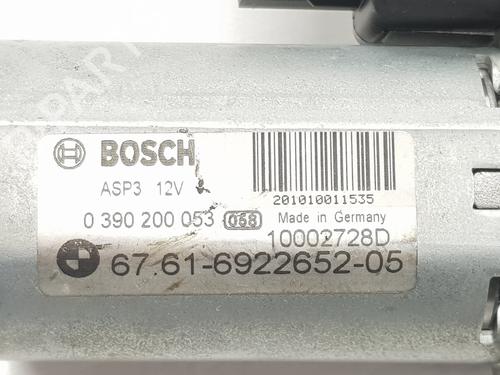 BOSCH
ASP3 12V
201010011535
0 390 200 053 068 Made in Germany
10002728D
67.61-6922652-05